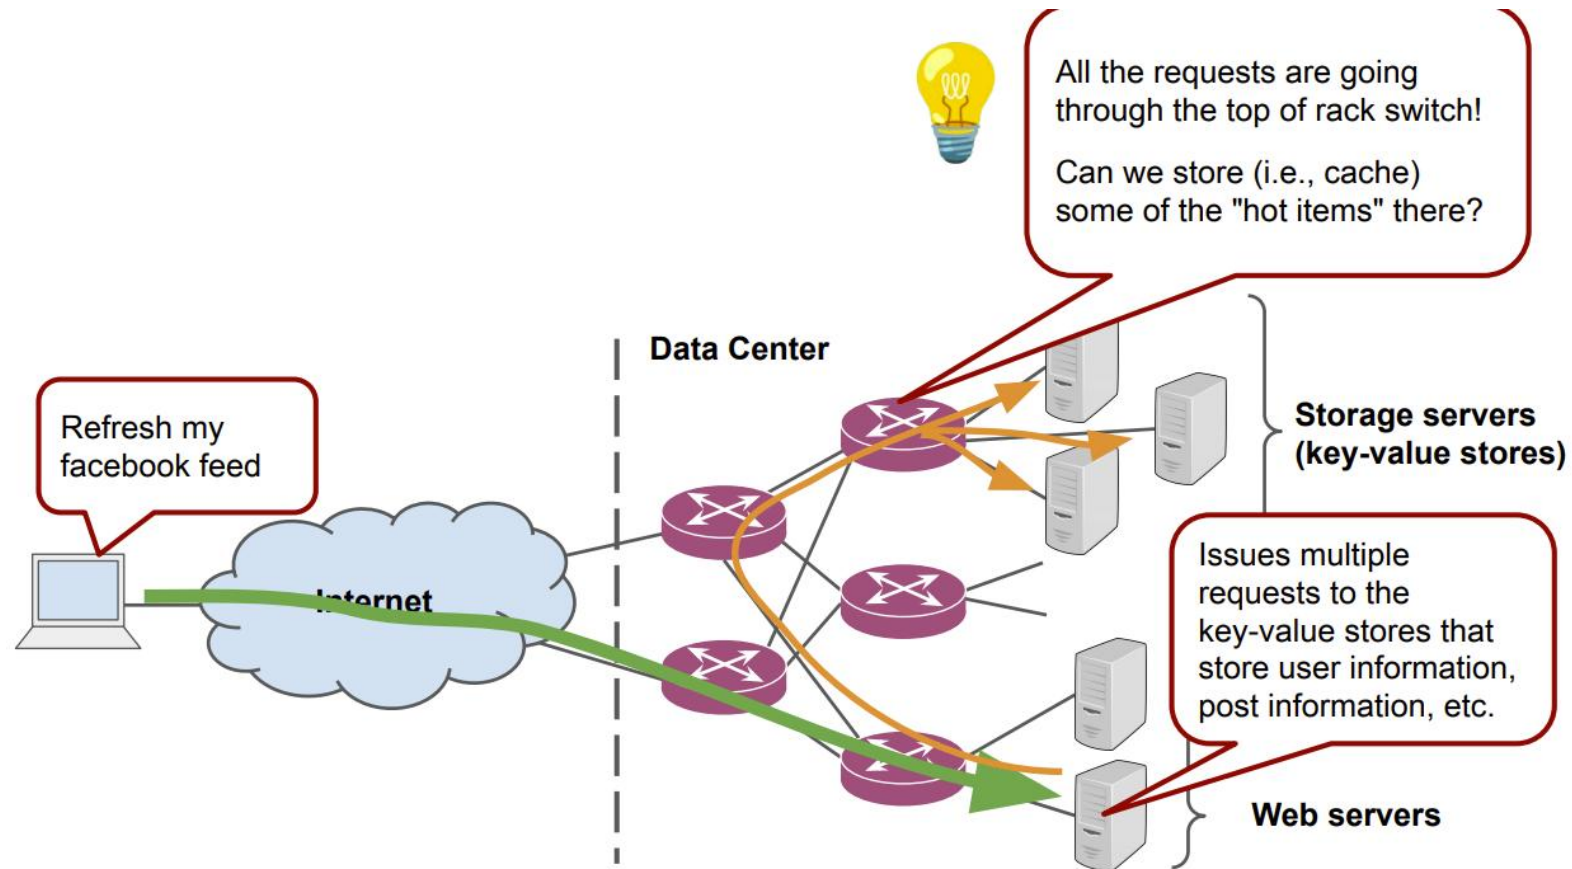 All the requests are going
through the top of rack switch!
Can we store (i.e., cache)
some of the "hot items" there?
Data Center
Refresh my
facebook feed
Storage servers
(key-value stores)
Internet
Issues multiple
requests to the
key-value stores that
store user information,
post information, etc.
Web servers